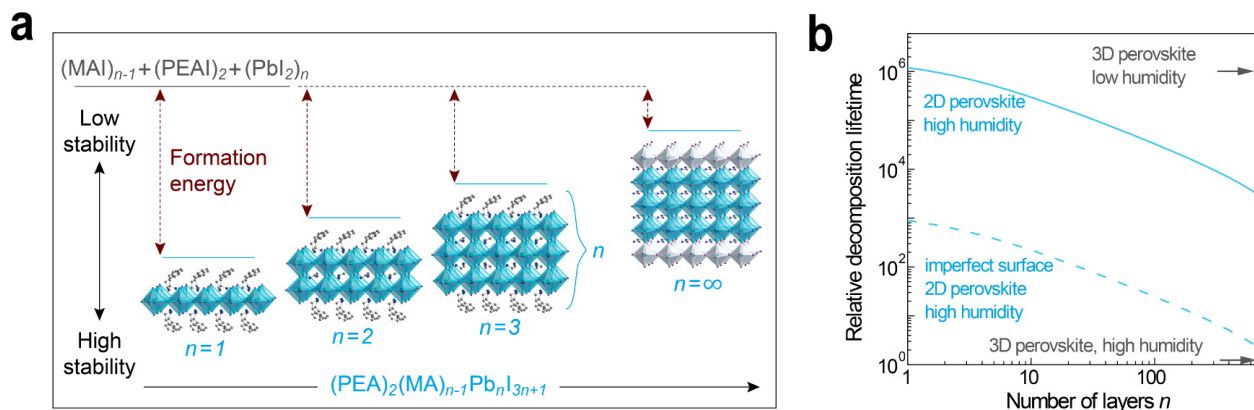 a
(MAI)n-1+(PEAI)2+(PbI2)n
Low
stability
Formation
energy
High
stability
n=1
n=2
n=3
n
n=∞
(PEA)2(MA)n-1PbnI3n+1
b
Relative decomposition lifetime
10^6
10^4
10^2
10^0
3D perovskite
low humidity
2D perovskite
high humidity
imperfect surface
2D perovskite
high humidity
3D perovskite, high humidity
1
10
100
Number of layers n